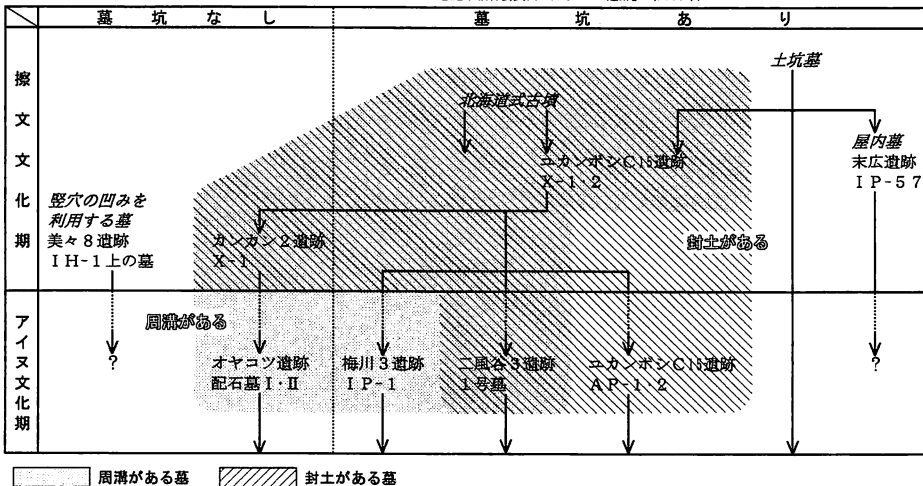 墓坑なし
墓坑あり
擦文文化期
アイヌ文化期
土坑墓
北海道式古墳
屋内墓
末広遺跡
IP-57
ユカンボシC15遺跡
X-1・2
竪穴の凹みを
利用する墓
美々8遺跡
IH-1上の墓
カンカン2遺跡
X-1
封土がある
周溝がある
?
オヤコツ遺跡
配石墓I・II
梅川3遺跡
IP-1
二風谷3遺跡
1号墓
ユカンボシC15遺跡
AP-1・2
?
周溝がある墓
封土がある墓